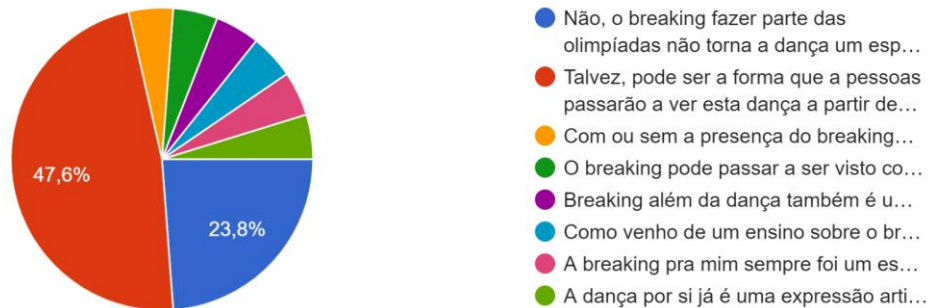 47,6%
23,8%
Não, o breaking fazer parte das
olimpíadas não torna a dança um esp…
Talvez, pode ser a forma que a pessoas
passarão a ver esta dança a partir de…
Com ou sem a presença do breaking…
O breaking pode passar a ser visto co…
Breaking além da dança também é u…
Como venho de um ensino sobre o br…
A breaking pra mim sempre foi um es…
A dança por si já é uma expressão arti…